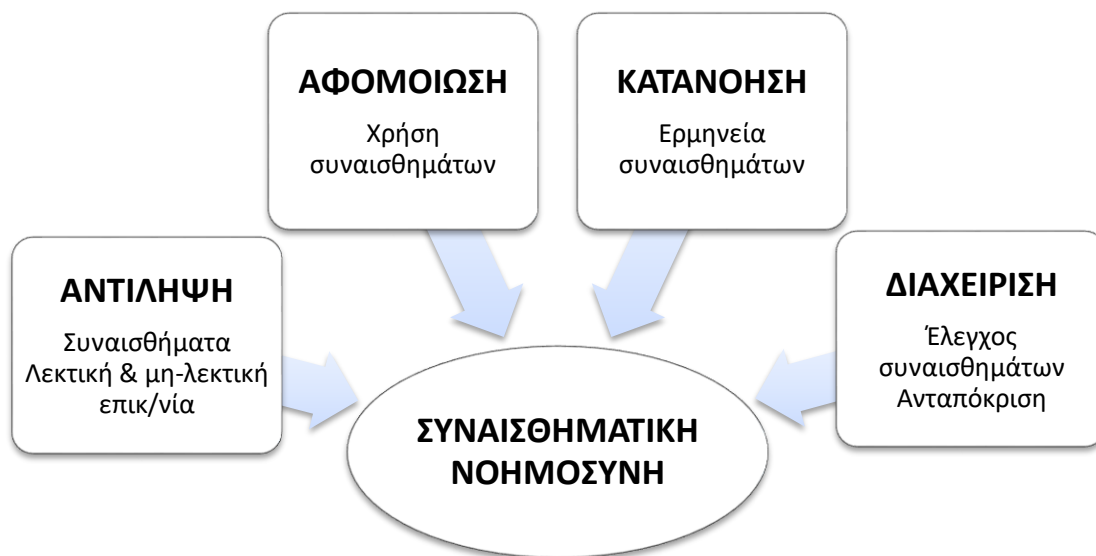 ΑΦΟΜΟΙΩΣΗ
Χρήση
συναισθημάτων
ΚΑΤΑΝΟΗΣΗ
Ερμηνεία
συναισθημάτων
ΑΝΤΙΛΗΨΗ
Συναισθήματα
Λεκτική & μη-λεκτική
επικ/νία
ΔΙΑΧΕΙΡΙΣΗ
Έλεγχος
συναισθημάτων
Ανταπόκριση
ΣΥΝΑΙΣΘΗΜΑΤΙΚΗ
ΝΟΗΜΟΣΥΝΗ